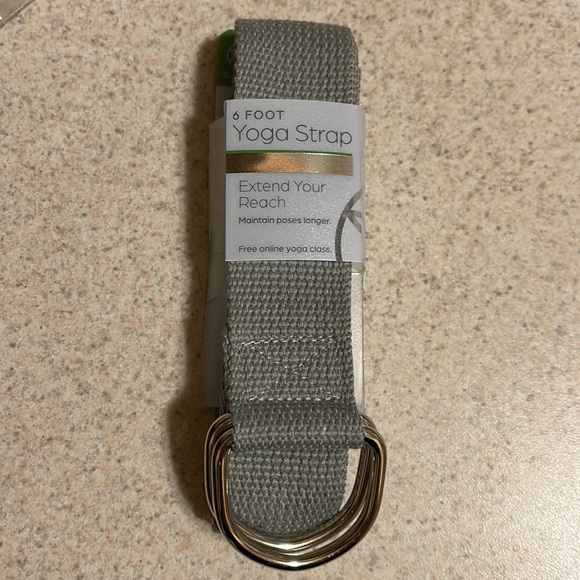 6 FOOT
Yoga Strap
Extend Your
Reach
Maintain poses longer.
Free online yoga class.